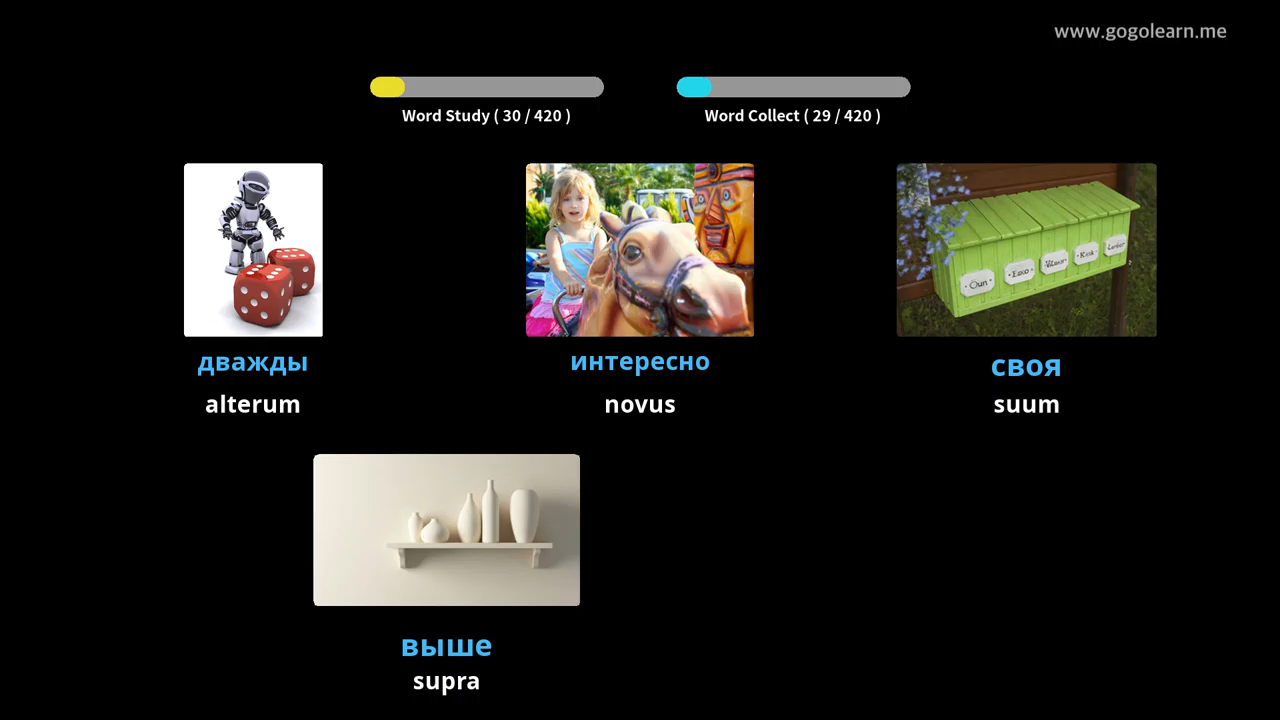 www.gogolearn.me
Word Study ( 30 / 420 )
Word Collect ( 29 / 420 )
дважды
alterum
интересно
novus
своя
suum
выше
supra